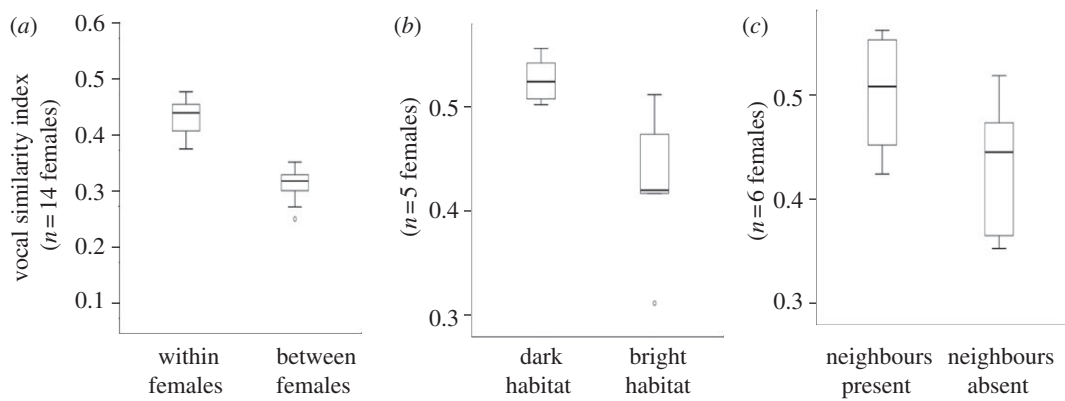 (a)
0.6
0.5
0.4
0.3
0.2
0.1
vocal similarity index
(n=14 females)
within
females
between
females
(b)
0.5
0.4
0.3
(n=5 females)
dark
habitat
bright
habitat
(c)
0.5
0.4
0.3
(n=6 females)
neighbours
present
neighbours
absent